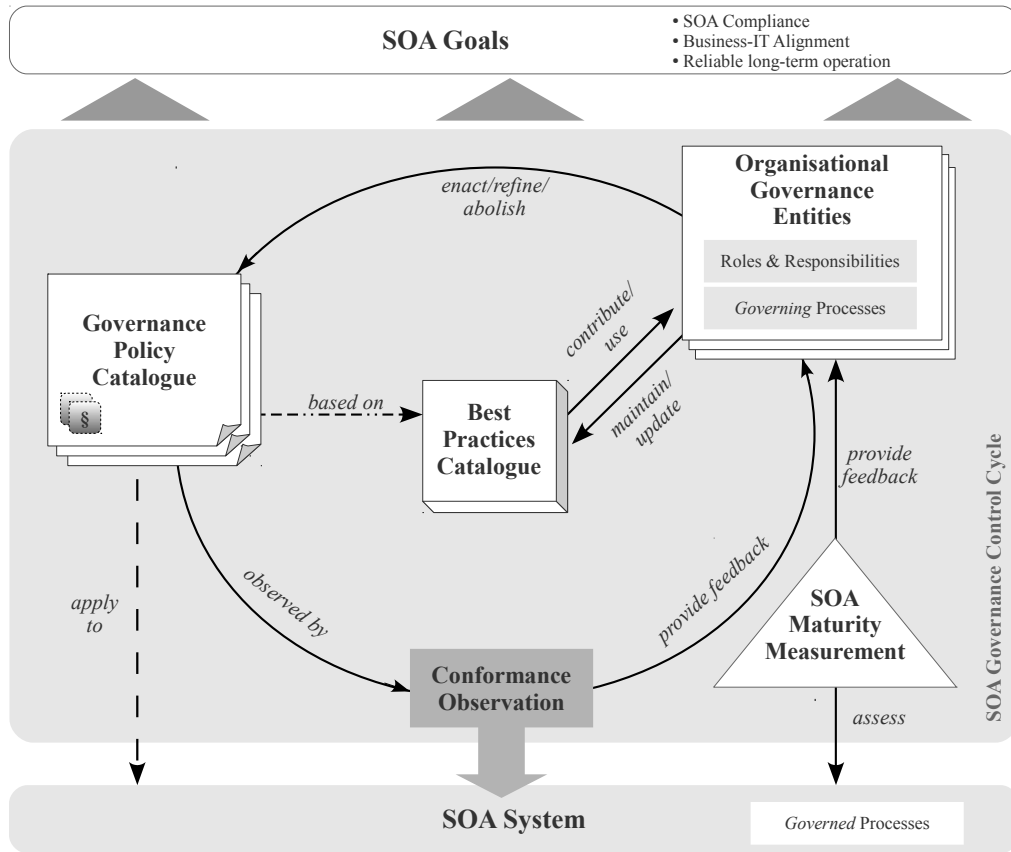 SOA Goals
• SOA Compliance
• Business-IT Alignment
• Reliable long-term operation
Organisational
Governance
Entities
Roles & Responsibilities
Governing Processes
enact/refine/
abolish
Governance
Policy
Catalogue
§
based on
Best
Practices
Catalogue
contribute/
use
maintain/
update
provide
feedback
provide feedback
observed by
apply
to
SOA
Maturity
Measurement
Conformance
Observation
assess
SOA Governance Control Cycle
SOA System
Governed Processes